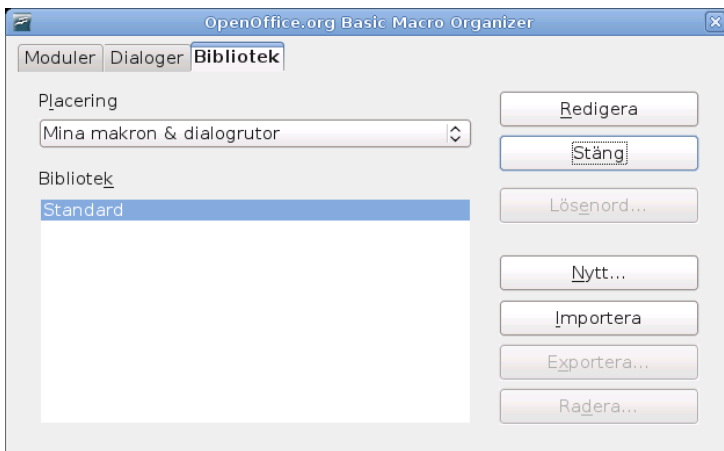 OpenOffice.org Basic Macro Organizer
Moduler Dialoger Bibliotek
Placering
Mina makron & dialogrutor
Bibliotek
Standard
Redigera
Stäng
Lösenord...
Nytt...
Importera
Exportera...
Radera...